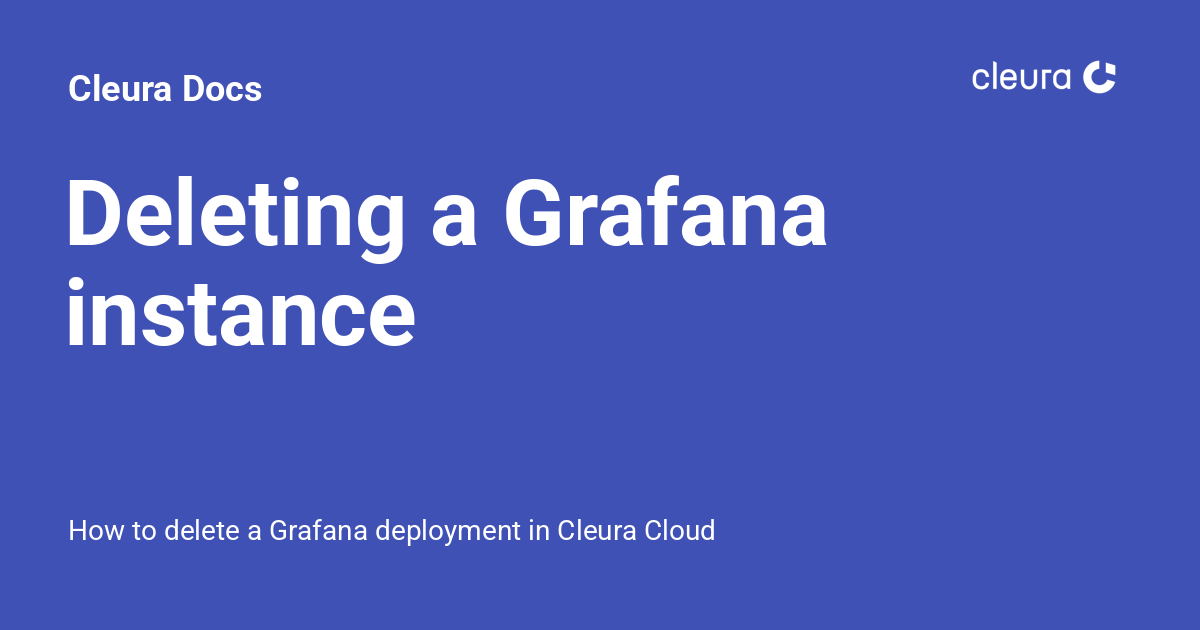 Cleura Docs
cleura
Deleting a Grafana
instance
How to delete a Grafana deployment in Cleura Cloud